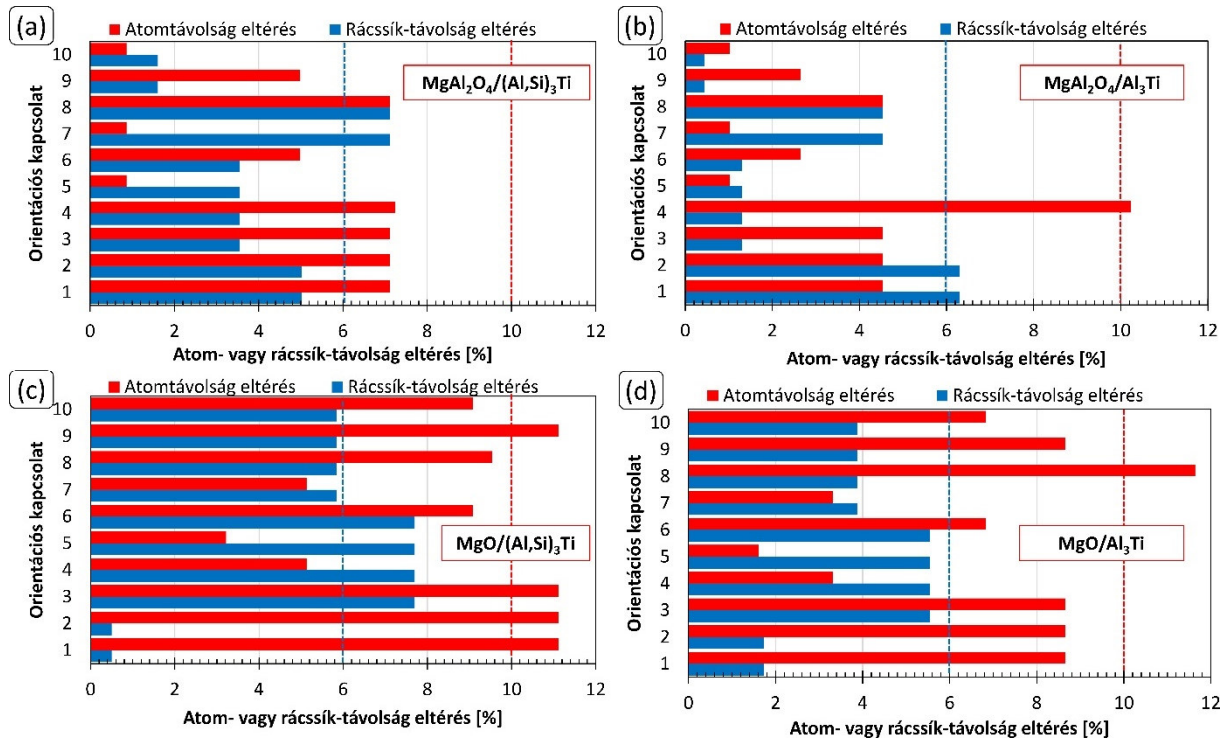 (a)
Atomtávolság eltérés Rácssík-távolság eltérés
Orientációs kapcsolat
10
9
8
7
6
5
4
3
2
1
MgAl₂O₄/(Al,Si)₃Ti
0 2 4 6 8 10 12
Atom- vagy rácssík-távolság eltérés [%]
(b)
Atomtávolság eltérés Rácssík-távolság eltérés
Orientációs kapcsolat
10
9
8
7
6
5
4
3
2
1
MgAl₂O₄/Al₃Ti
0 2 4 6 8 10 12
Atom- vagy rácssík-távolság eltérés [%]
(c)
Atomtávolság eltérés Rácssík-távolság eltérés
Orientációs kapcsolat
10
9
8
7
6
5
4
3
2
1
MgO/(Al,Si)₃Ti
0 2 4 6 8 10 12
Atom- vagy rácssík-távolság eltérés [%]
(d)
Atomtávolság eltérés Rácssík-távolság eltérés
Orientációs kapcsolat
10
9
8
7
6
5
4
3
2
1
MgO/Al₃Ti
0 2 4 6 8 10 12
Atom- vagy rácssík-távolság eltérés [%]